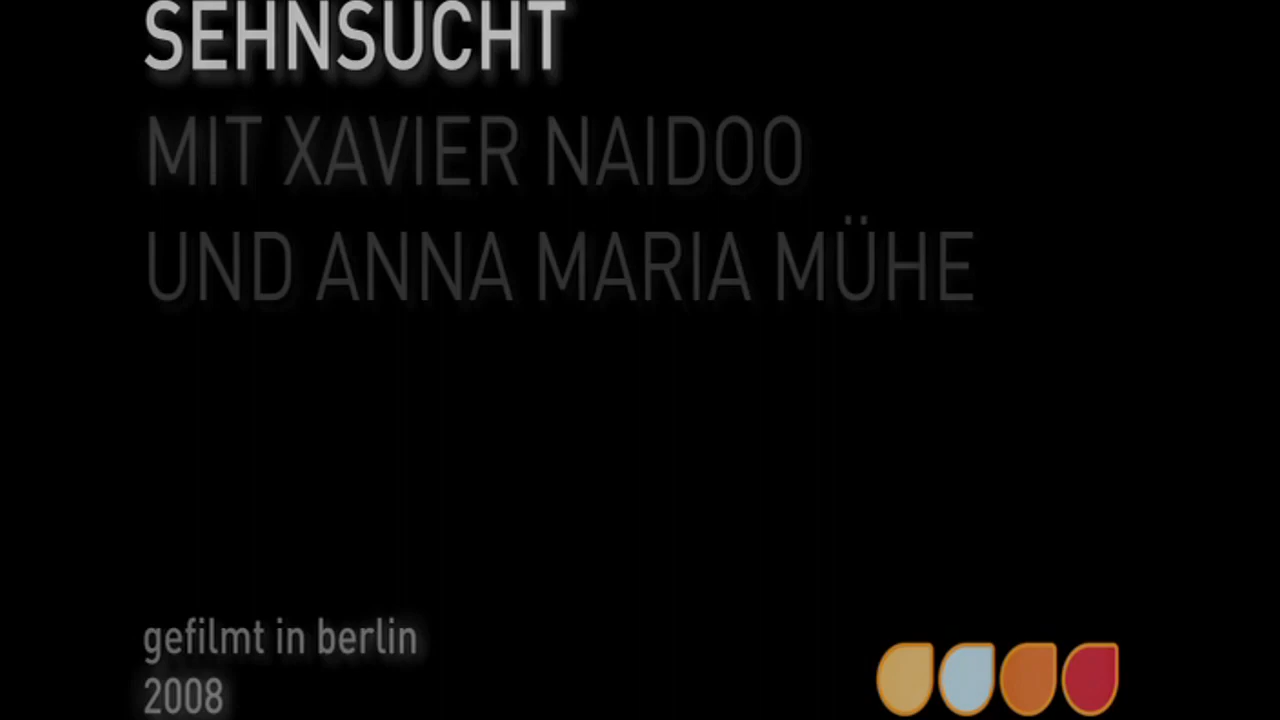 SEHNSUCHT
MIT XAVIER NAIDOO
UND ANNA MARIA MÜHE
gefilmt in berlin
2008